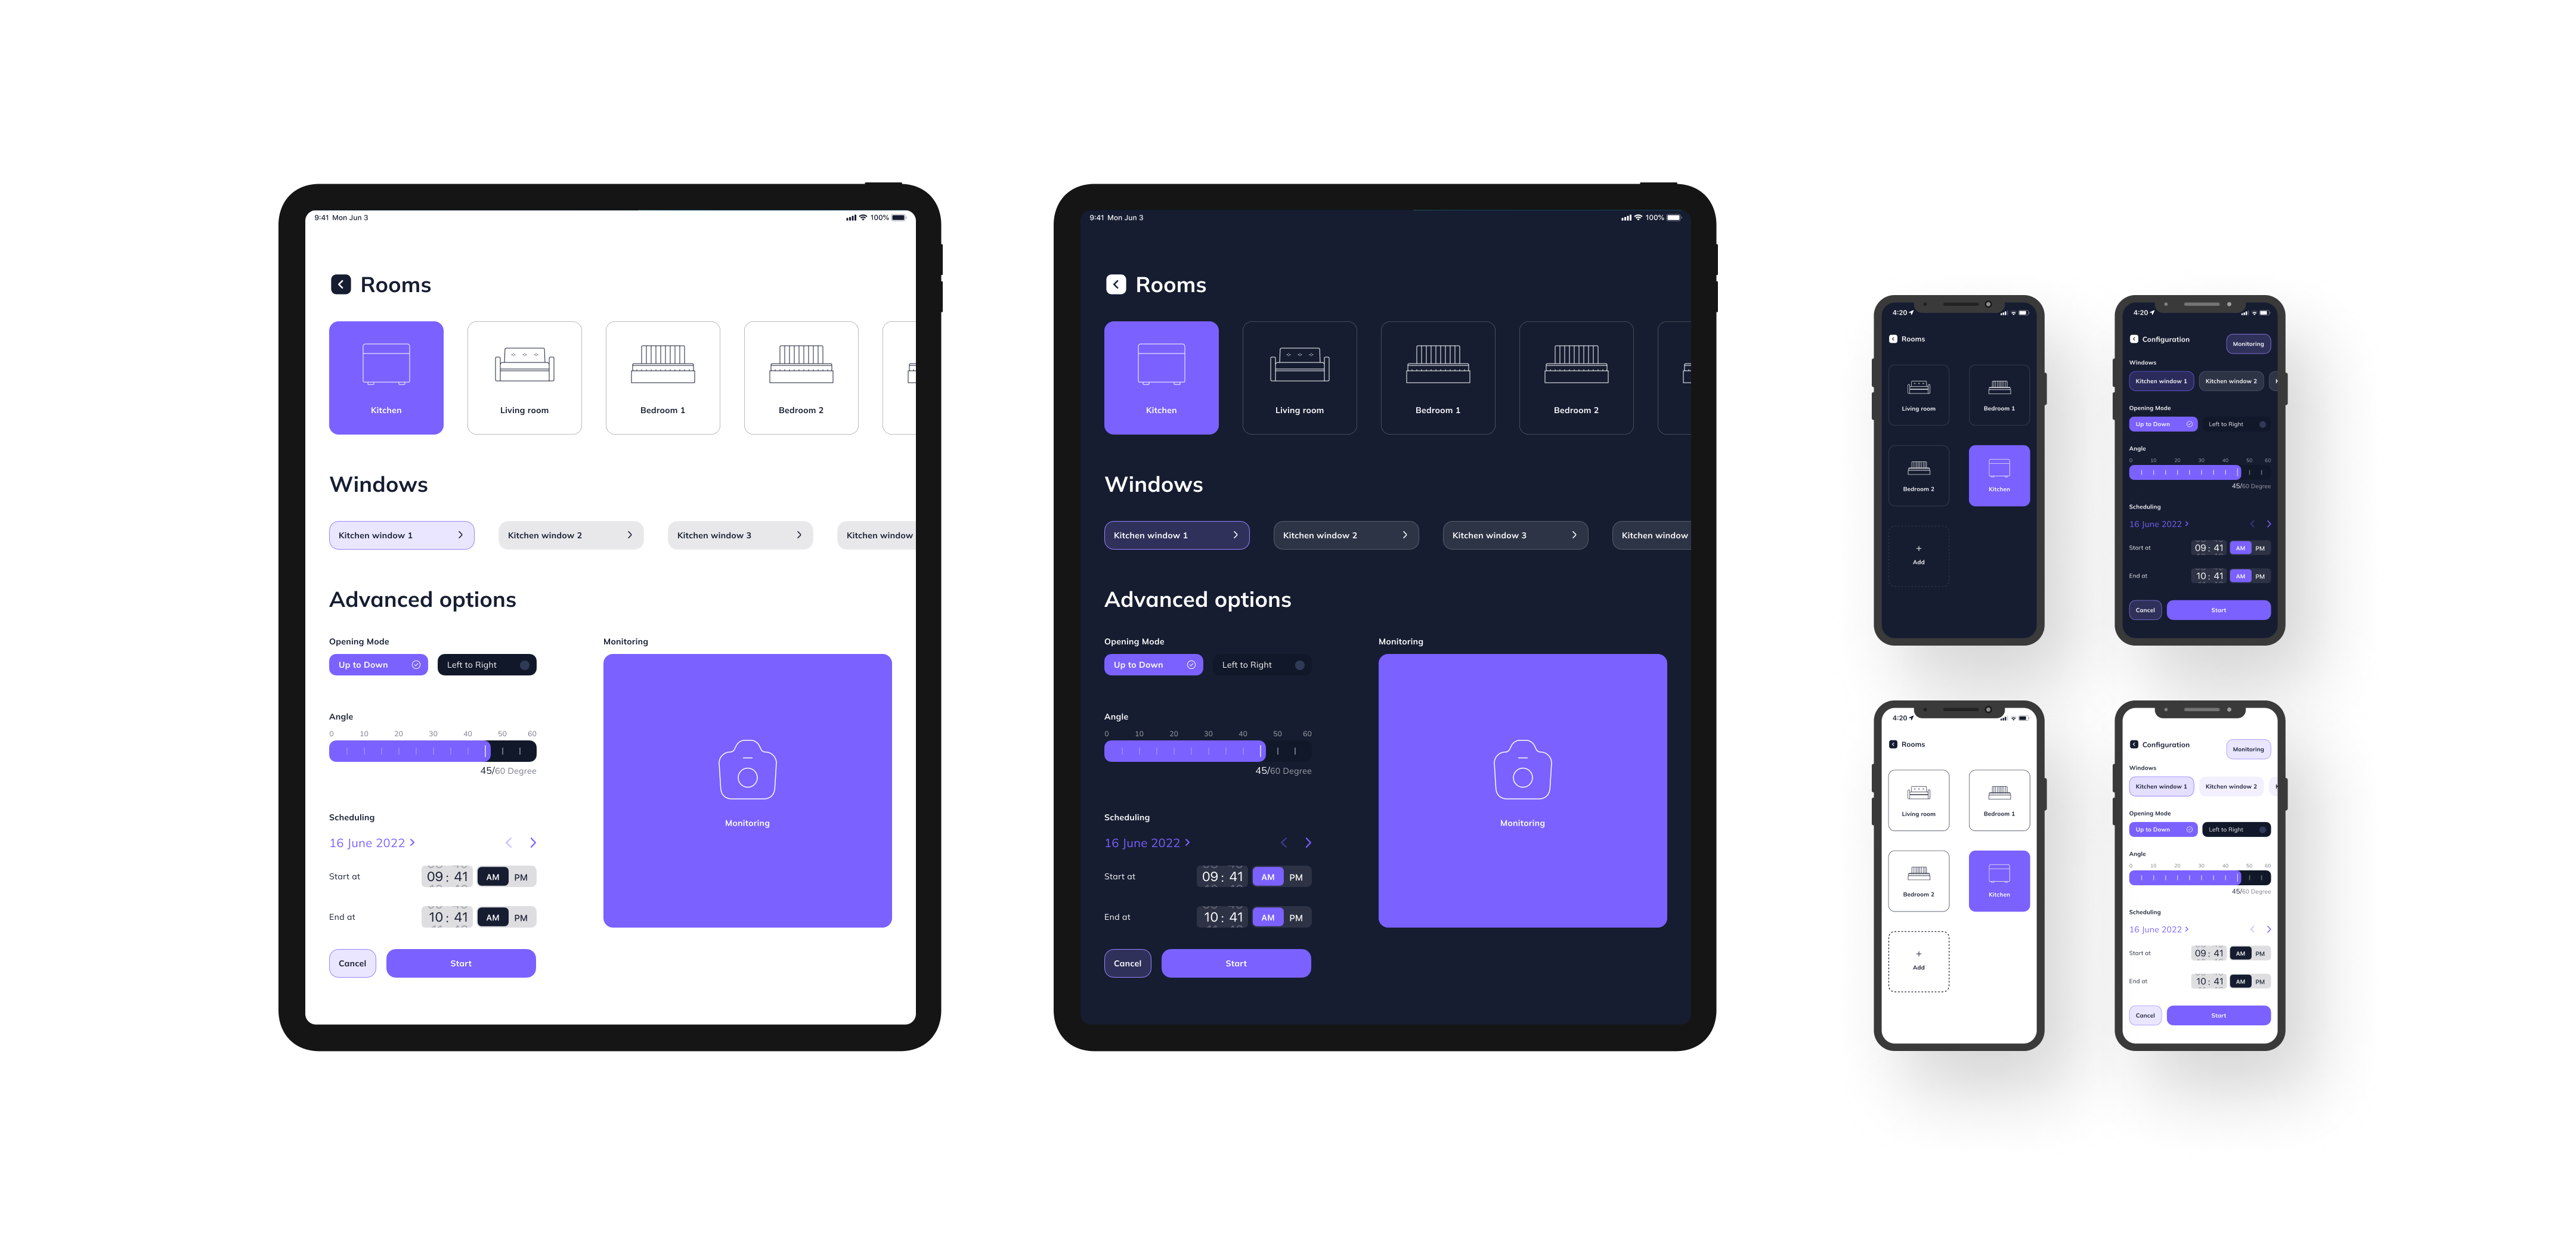 9:41 Mon Jun 3
100%
Rooms
Kitchen
Living room
Bedroom 1
Bedroom 2
Windows
Kitchen window 1
Kitchen window 2
Kitchen window 3
Kitchen window
Advanced options
Opening Mode
Up to Down
Left to Right
Angle
0 10 20 30 40 50 60
45/60 Degree
Scheduling
16 June 2022
Start at
09 : 41
AM PM
End at
10 : 41
AM PM
Cancel
Start
Monitoring
Monitoring
9:41 Mon Jun 3
100%
Rooms
Kitchen
Living room
Bedroom 1
Bedroom 2
Windows
Kitchen window 1
Kitchen window 2
Kitchen window 3
Kitchen window
Advanced options
Opening Mode
Up to Down
Left to Right
Angle
0 10 20 30 40 50 60
45/60 Degree
Scheduling
16 June 2022
Start at
09 : 41
AM PM
End at
10 : 41
AM PM
Cancel
Start
Monitoring
Monitoring
4:20
Rooms
Living room
Bedroom 1
Bedroom 2
Kitchen
+
Add
4:20
Configuration
Monitoring
Windows
Kitchen window 1
Kitchen window 2
Opening Mode
Up to Down
Left to Right
Angle
0 10 20 30 40 50 60
45/60 Degree
Scheduling
16 June 2022
Start at
09 : 41
AM PM
End at
10 : 41
AM PM
Cancel
Start
4:20
Rooms
Living room
Bedroom 1
Bedroom 2
Kitchen
+
Add
Configuration
Monitoring
Windows
Kitchen window 1
Kitchen window 2
Opening Mode
Up to Down
Left to Right
Angle
0 10 20 30 40 50 60
45/60 Degree
Scheduling
16 June 2022
Start at
09 : 41
AM PM
End at
10 : 41
AM PM
Cancel
Start